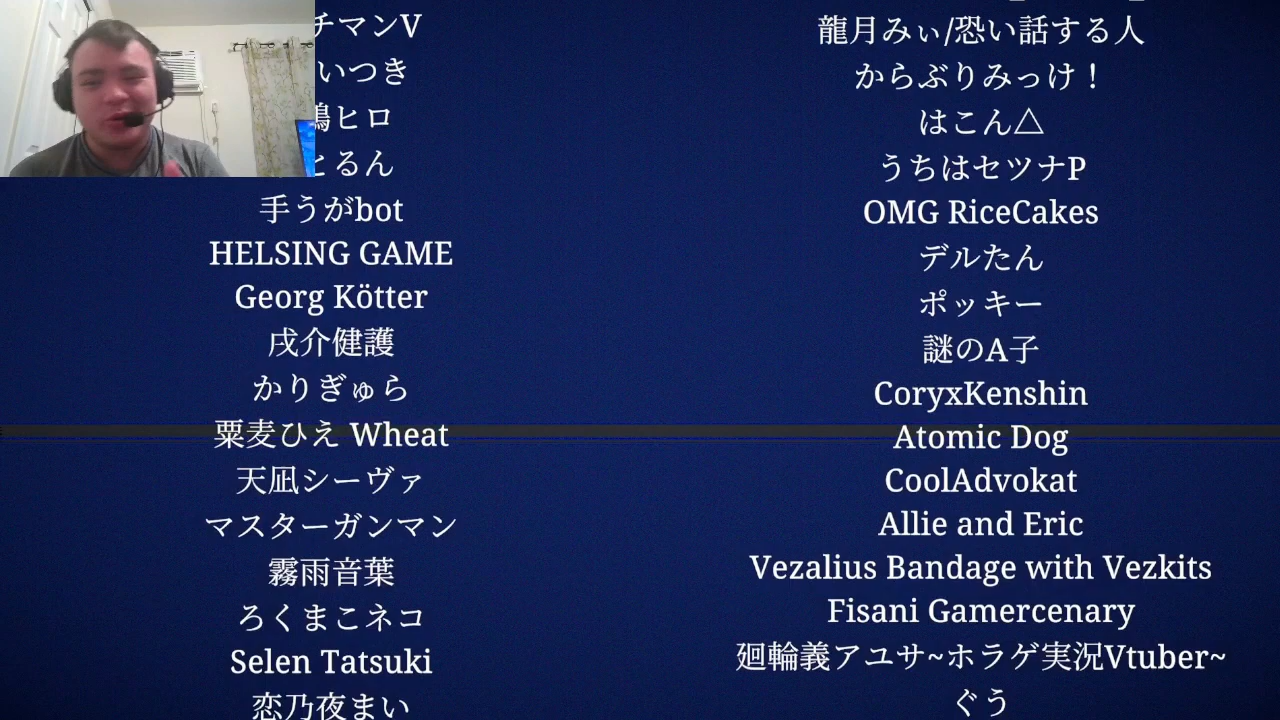 チマンV
いつき
鴨ヒロ
とるん
手うがbot
HELSING GAME
Georg Kötter
戌介健護
かりぎゅら
粟麦ひえ Wheat
天凪シーヴァ
マスターガンマン
霧雨音葉
ろくまこネコ
Selen Tatsuki
恋乃夜まい
龍月みぃ/恐い話する人
からぶりみっけ！
はこん△
うちはセツナP
OMG RiceCakes
デルたん
ポッキー
謎のA子
CoryxKenshin
Atomic Dog
CoolAdvokat
Allie and Eric
Vezalius Bandage with Vezkits
Fisani Gamercenary
廻輪義アユサ~ホラゲ実況Vtuber~
ぐう